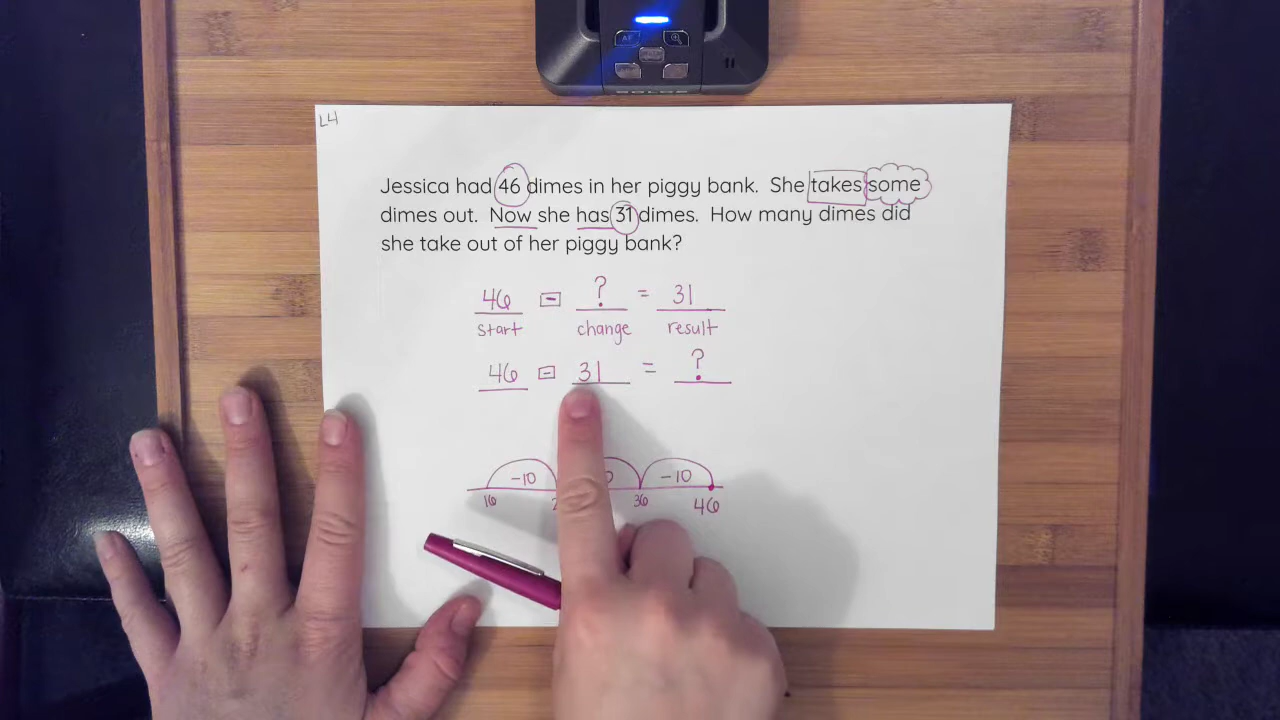 L4
Jessica had 46 dimes in her piggy bank. She takes some
dimes out. Now she has 31 dimes. How many dimes did
she take out of her piggy bank?
46 - ? = 31
start change result
46 - 31 = ?
-10 -10
16 36 46